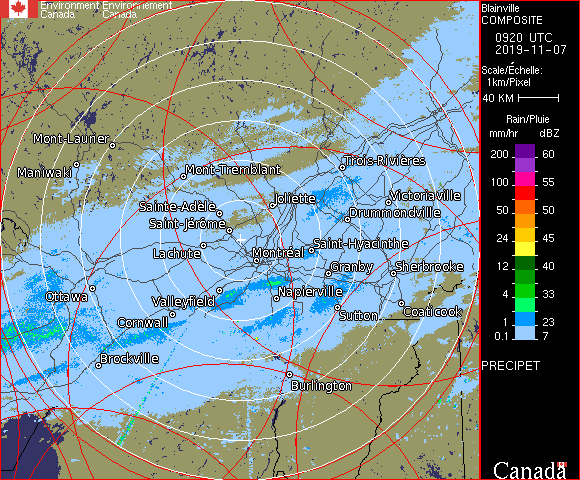 Environment Environnement
Canada Canada
Blainville
COMPOSITE
0920 UTC
2019-11-07
Scale/Échelle:
1km/Pixel
40 KM
Rain/Pluie
mm/hr dBZ
200 60
100 55
50 50
24 45
12 40
4 33
1 23
0.1 7
PRECIPET
Canada
Mont-Laurier
Maniwaki
Mont-Tremblant
Trois-Rivières
Sainte-Adèle
Joliette
Victoriaville
Saint-Jérôme
Drummondville
Lachute
Montréal
Saint-Hyacinthe
Granby
Sherbrooke
Ottawa
Valleyfield
Napierville
Cornwall
Sutton
Coaticook
Brockville
Burlington